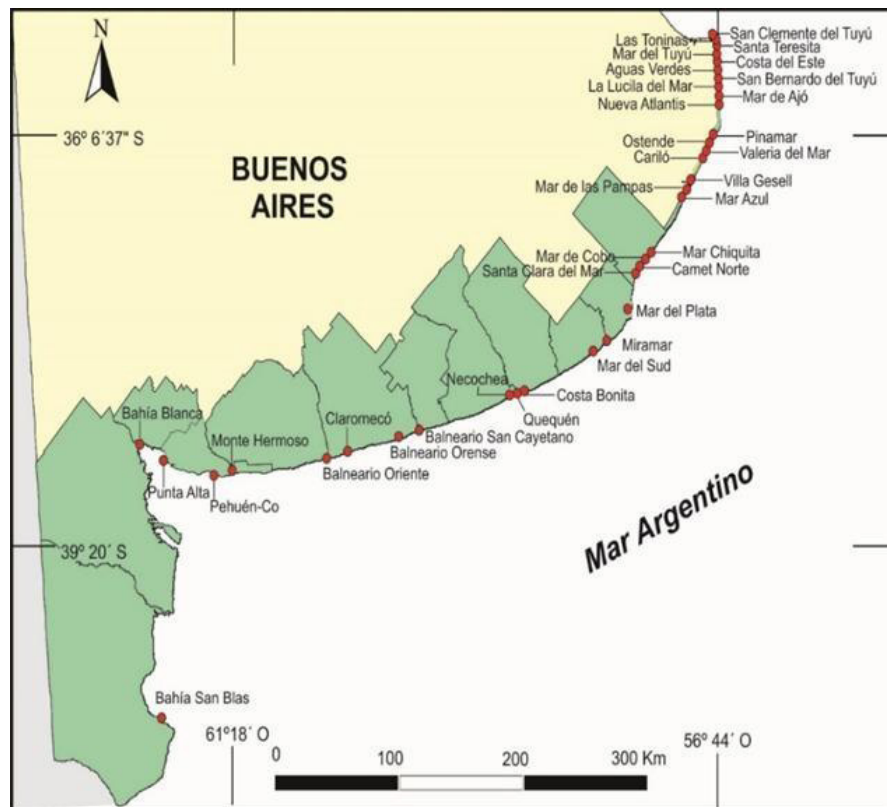 N
San Clemente del Tuyú
Las Toninas
Santa Teresita
Mar del Tuyú
Costa del Este
Aguas Verdes
San Bernardo del Tuyú
La Lucila del Mar
Mar de Ajó
Nueva Atlantis
36º 6´37" S
Pinamar
Ostende
Valeria del Mar
Cariló
BUENOS
AIRES
Villa Gesell
Mar de las Pampas
Mar Azul
Mar Chiquita
Mar de Cobo
Camet Norte
Santa Clara del Mar
Mar del Plata
Miramar
Mar del Sud
Necochea
Costa Bonita
Quequén
Claromecó
Balneario San Cayetano
Bahía Blanca
Balneario Orense
Monte Hermoso
Balneario Oriente
Punta Alta
Pehuén-Co
Mar Argentino
39º 20´ S
Bahía San Blas
61º18´ O
56º 44´ O
0
100
200
300 Km